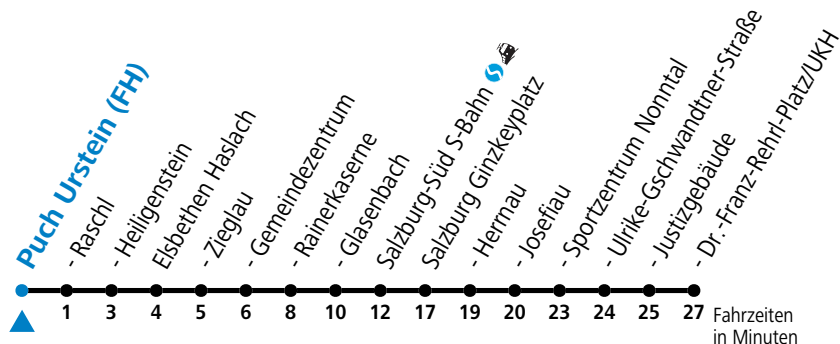 Puch Urstein (FH)
- Raschl
- Heiligenstein
Elsbethen Haslach
- Zieglau
- Gemeindezentrum
- Rainerkaserne
- Glasenbach
Salzburg-Süd S-Bahn
Salzburg Ginzkeyplatz
- Herrnau
- Josefiau
- Sportzentrum Nonntal
- Ulrike-Gschwandtner-Straße
- Justizgebäude
- Dr.-Franz-Rehrl-Platz/UKH
1 3 4 5 6 8 10 12 17 19 20 23 24 25 27 Fahrzeiten
in Minuten